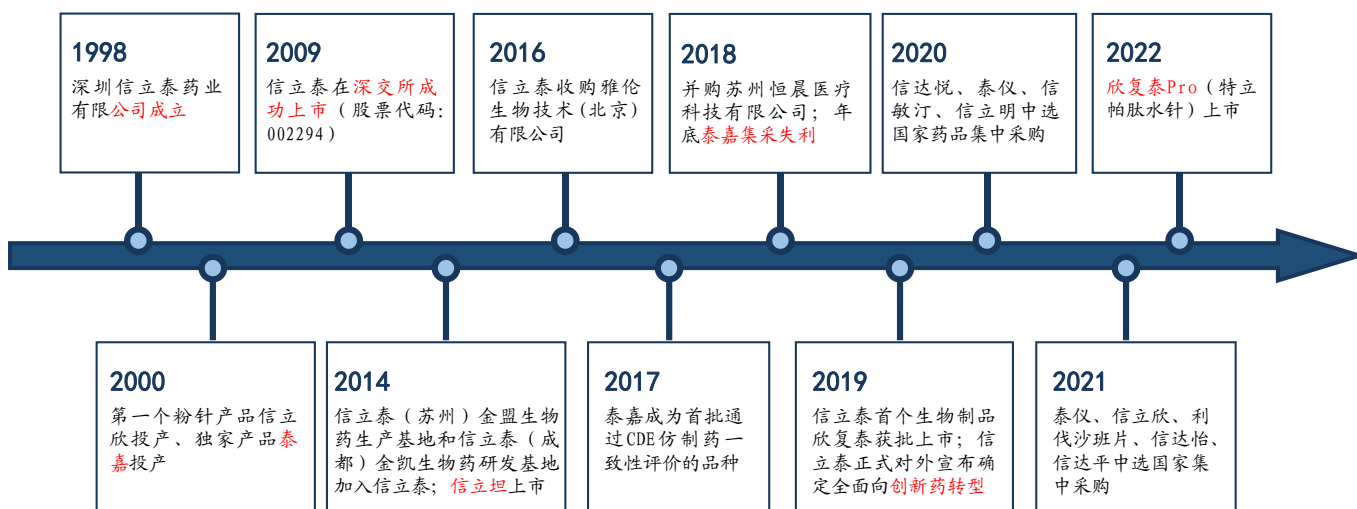 1998
深圳信立泰药业
有限公司成立
2009
信立泰在深交所成
功上市（股票代码：
002294）
2016
信立泰收购雅伦
生物技术(北京)
有限公司
2018
并购苏州恒晨医疗
科技有限公司；年
底泰嘉集采失利
2020
信达悦、泰仪、信
敏汀、信立明中选
国家药品集中采购
2022
欣复泰Pro（特立
帕肽水针）上市
2000
第一个粉针产品信立
欣投产、独家产品泰
嘉投产
2014
信立泰（苏州）金盟生物
药生产基地和信立泰（成
都）金凯生物药研发基地
加入信立泰；信立坦上市
2017
泰嘉成为首批通
过CDE仿制药一
致性评价的品种
2019
信立泰首个生物制品
欣复泰获批上市；信
立泰正式对外宣布确
定全面向创新药转型
2021
泰仪、信立欣、利
伐沙班片、信达怡、
信达平中选国家集
中采购